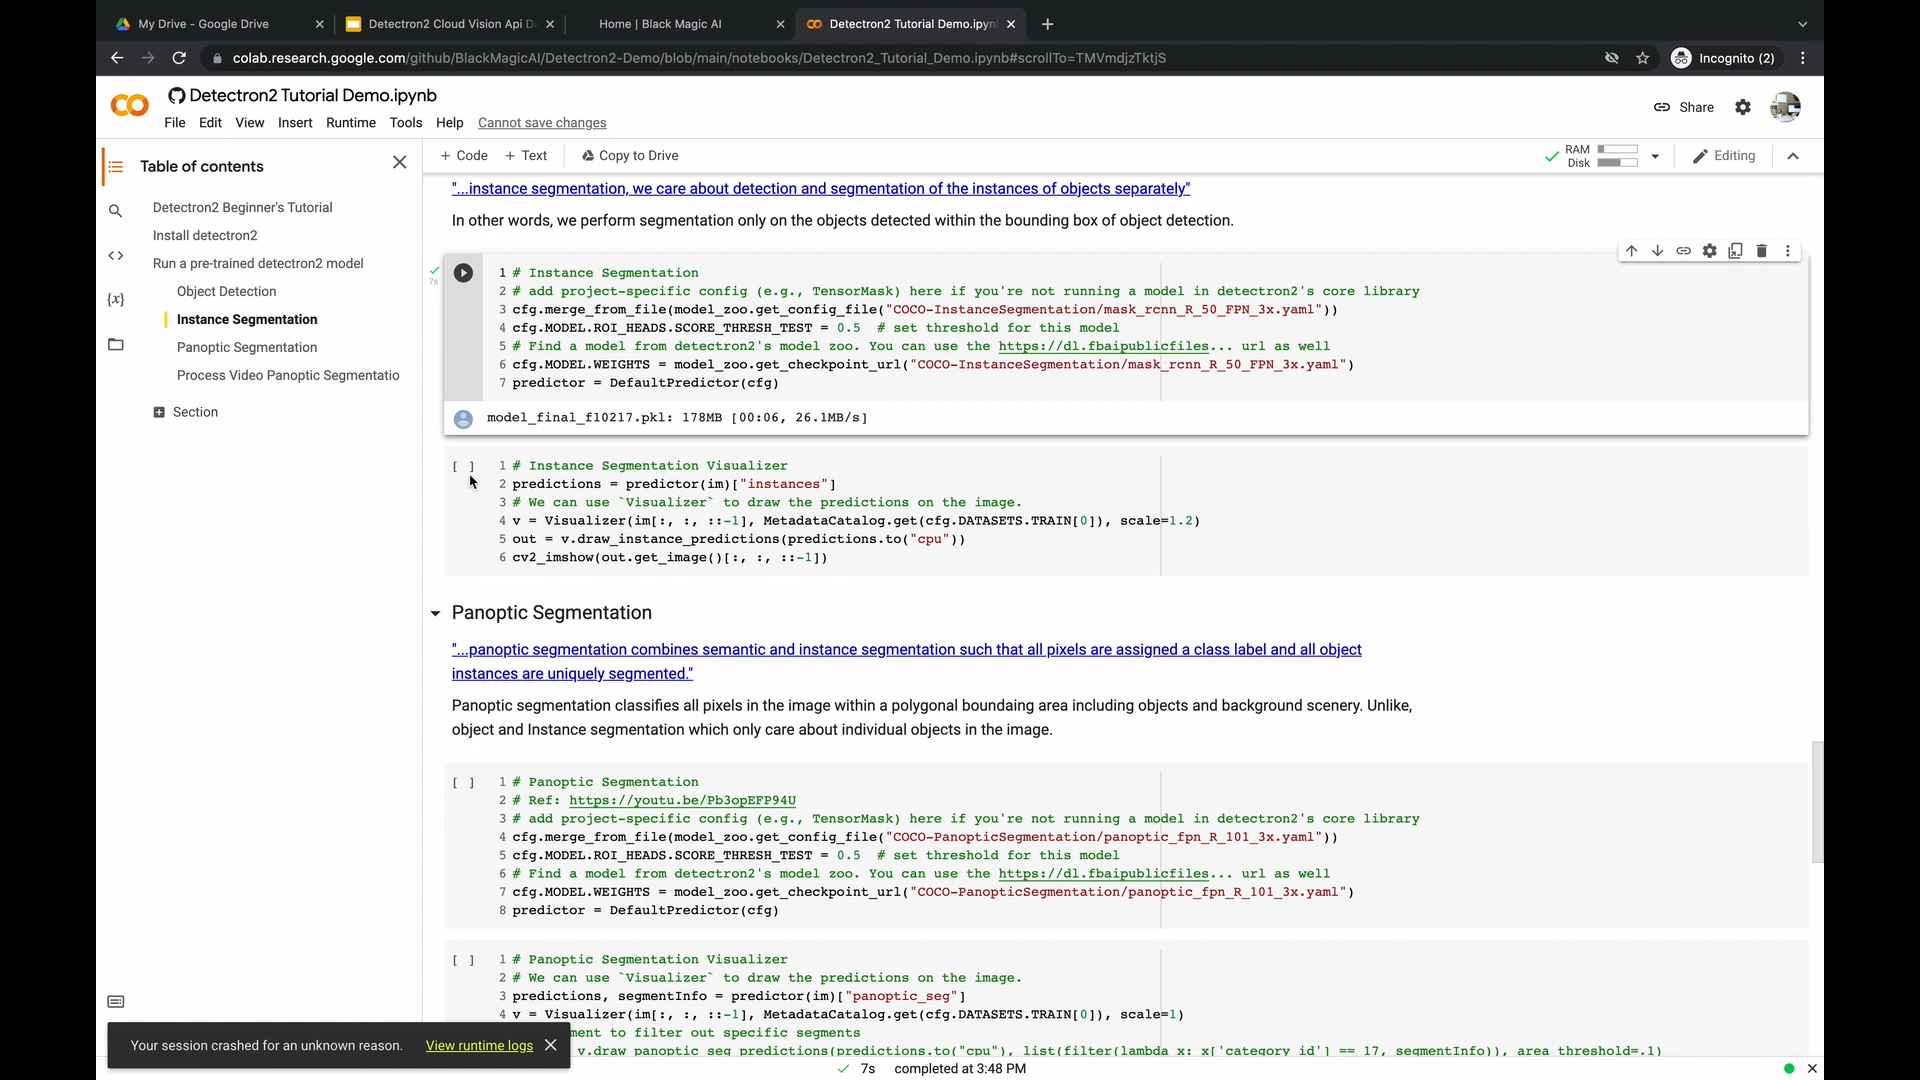 My Drive - Google Drive
Detectron2 Cloud Vision Api D
Home | Black Magic AI
Detectron2 Tutorial Demo.ipyn
colab.research.google.com/github/BlackMagicAI/Detectron2-Demo/blob/main/notebooks/Detectron2_Tutorial_Demo.ipynb#scrollTo=TMVmdjzTktjS
Incognito (2)
Detectron2 Tutorial Demo.ipynb
Share
File Edit View Insert Runtime Tools Help Cannot save changes
Table of contents
+ Code + Text Copy to Drive
RAM
Disk
Editing
Detectron2 Beginner's Tutorial
Install detectron2
Run a pre-trained detectron2 model
Object Detection
Instance Segmentation
Panoptic Segmentation
Process Video Panoptic Segmentatio
Section
{x}
"...instance segmentation, we care about detection and segmentation of the instances of objects separately"
In other words, we perform segmentation only on the objects detected within the bounding box of object detection.
7s
1 # Instance Segmentation
2 # add project-specific config (e.g., TensorMask) here if you're not running a model in detectron2's core library
3 cfg.merge_from_file(model_zoo.get_config_file("COCO-InstanceSegmentation/mask_rcnn_R_50_FPN_3x.yaml"))
4 cfg.MODEL.ROI_HEADS.SCORE_THRESH_TEST = 0.5 # set threshold for this model
5 # Find a model from detectron2's model zoo. You can use the https://dl.fbaipublicfiles... url as well
6 cfg.MODEL.WEIGHTS = model_zoo.get_checkpoint_url("COCO-InstanceSegmentation/mask_rcnn_R_50_FPN_3x.yaml")
7 predictor = DefaultPredictor(cfg)
model_final_f10217.pkl: 178MB [00:06, 26.1MB/s]
[ ]
1 # Instance Segmentation Visualizer
2 predictions = predictor(im)["instances"]
3 # We can use `Visualizer` to draw the predictions on the image.
4 v = Visualizer(im[:, :, ::-1], MetadataCatalog.get(cfg.DATASETS.TRAIN[0]), scale=1.2)
5 out = v.draw_instance_predictions(predictions.to("cpu"))
6 cv2_imshow(out.get_image()[:, :, ::-1])
Panoptic Segmentation
"...panoptic segmentation combines semantic and instance segmentation such that all pixels are assigned a class label and all object
instances are uniquely segmented."
Panoptic segmentation classifies all pixels in the image within a polygonal boundaing area including objects and background scenery. Unlike,
object and Instance segmentation which only care about individual objects in the image.
[ ]
1 # Panoptic Segmentation
2 # Ref: https://youtu.be/Pb3opEFP94U
3 # add project-specific config (e.g., TensorMask) here if you're not running a model in detectron2's core library
4 cfg.merge_from_file(model_zoo.get_config_file("COCO-PanopticSegmentation/panoptic_fpn_R_101_3x.yaml"))
5 cfg.MODEL.ROI_HEADS.SCORE_THRESH_TEST = 0.5 # set threshold for this model
6 # Find a model from detectron2's model zoo. You can use the https://dl.fbaipublicfiles... url as well
7 cfg.MODEL.WEIGHTS = model_zoo.get_checkpoint_url("COCO-PanopticSegmentation/panoptic_fpn_R_101_3x.yaml")
8 predictor = DefaultPredictor(cfg)
[ ]
1 # Panoptic Segmentation Visualizer
2 # We can use `Visualizer` to draw the predictions on the image.
3 predictions, segmentInfo = predictor(im)["panoptic_seg"]
4 v = Visualizer(im[:, :, ::-1], MetadataCatalog.get(cfg.DATASETS.TRAIN[0]), scale=1)
ment to filter out specific segments
v.draw_panoptic_seg_predictions(predictions.to("cpu"), list(filter(lambda x: x['category_id'] == 17, segmentInfo)), area_threshold=.1)
Your session crashed for an unknown reason. View runtime logs
7s completed at 3:48 PM